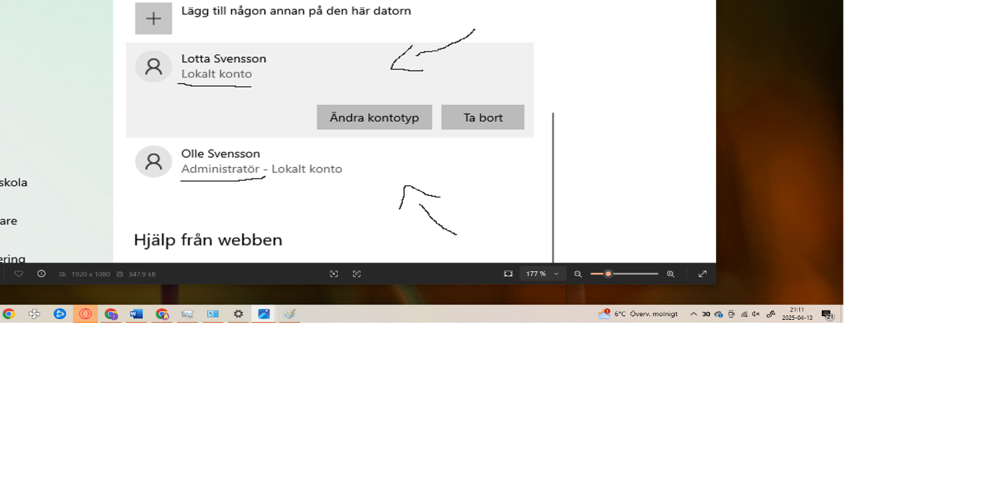 Lägg till någon annan på den här datorn
Lotta Svensson
Lokalt konto
Ändra kontotyp
Ta bort
Olle Svensson
Administratör - Lokalt konto
skola
are
Hjälp från webben
ering
1920 x 1080
347.9 kB
177 %
6°C Överv. molnigt
30
21:11
2025-04-13
21